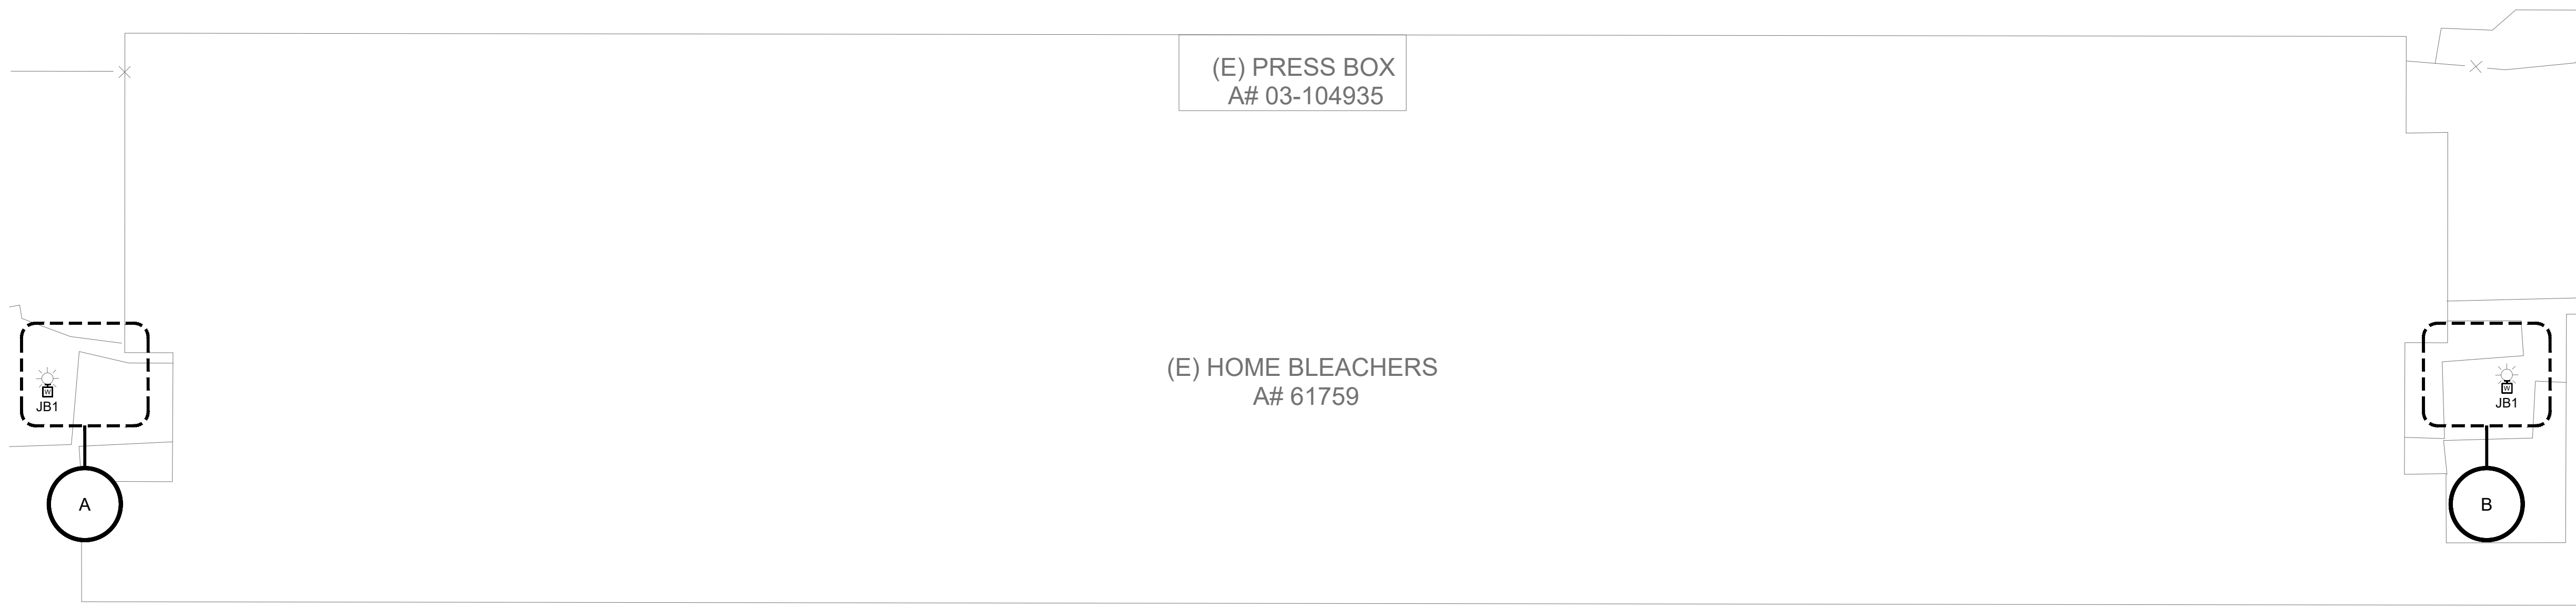 (E) PRESS BOX
A# 03-104935
(E) HOME BLEACHERS
A# 61759
W
JB1
W
JB1
A
B